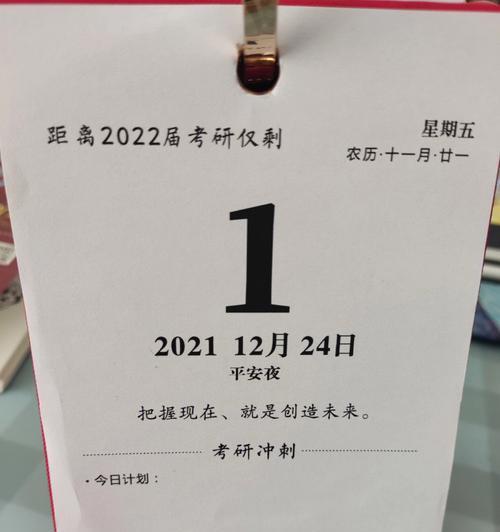 距离2022届考研仅剩
星期五
农历·十一月·廿一
1
2021 12月 24日
平安夜
把握现在、就是创造未来。
考研冲刺
·今日计划：